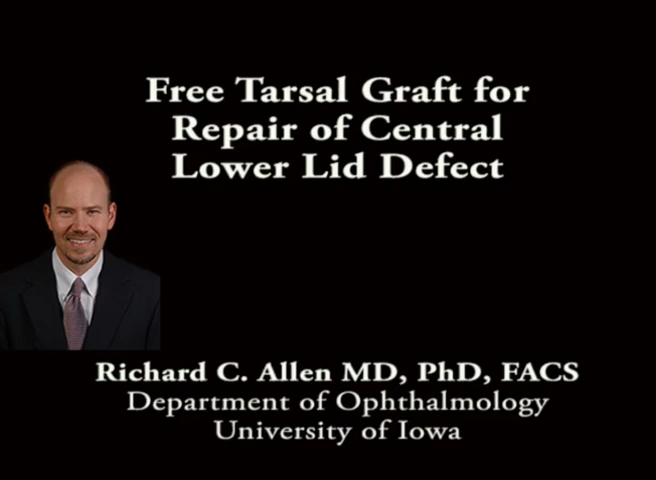 Free Tarsal Graft for
Repair of Central
Lower Lid Defect
Richard C. Allen MD, PhD, FACS
Department of Ophthalmology
University of Iowa